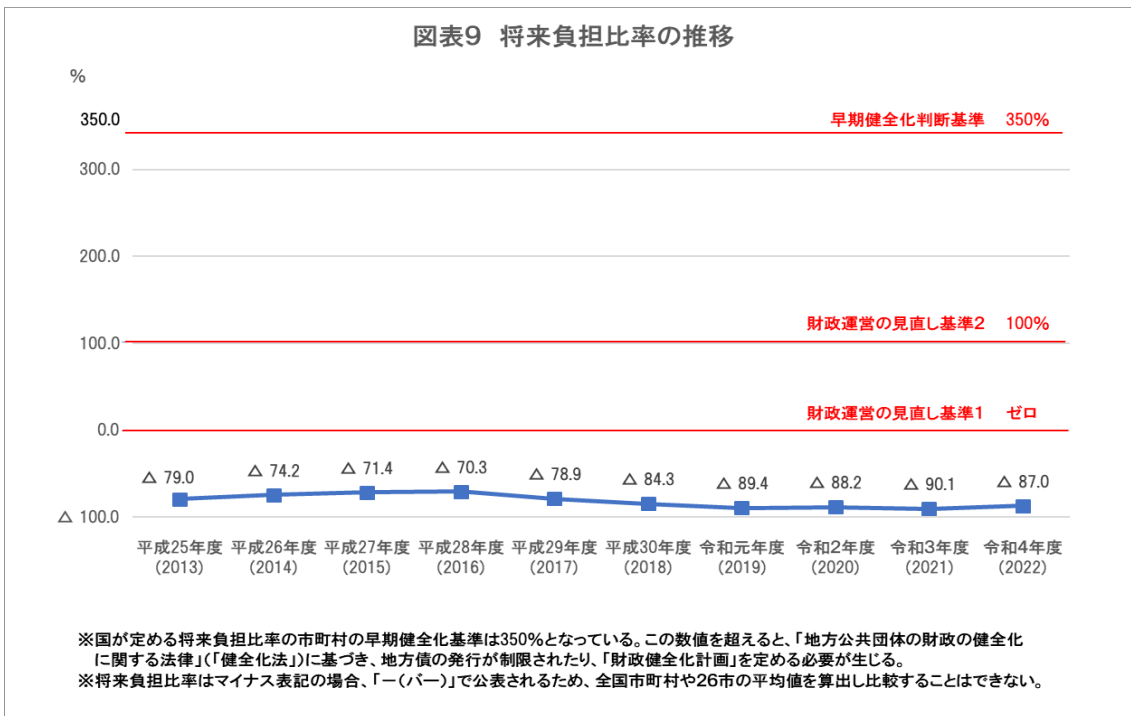 図表9 将来負担比率の推移
%
350.0
早期健全化判断基準 350%
300.0
200.0
財政運営の見直し基準2 100%
100.0
財政運営の見直し基準1 ゼロ
0.0
△ 79.0
△ 74.2
△ 71.4
△ 70.3
△ 78.9
△ 84.3
△ 89.4
△ 88.2
△ 90.1
△ 87.0
△ 100.0
平成25年度 平成26年度 平成27年度 平成28年度 平成29年度 平成30年度 令和元年度 令和2年度 令和3年度 令和4年度
(2013) (2014) (2015) (2016) (2017) (2018) (2019) (2020) (2021) (2022)
※国が定める将来負担比率の市町村の早期健全化基準は350%となっている。この数値を超えると、「地方公共団体の財政の健全化
に関する法律」(「健全化法」)に基づき、地方債の発行が制限されたり、「財政健全化計画」を定める必要が生じる。
※将来負担比率はマイナス表記の場合、「－(バー)」で公表されるため、全国市町村や26市の平均値を算出し比較することはできない。